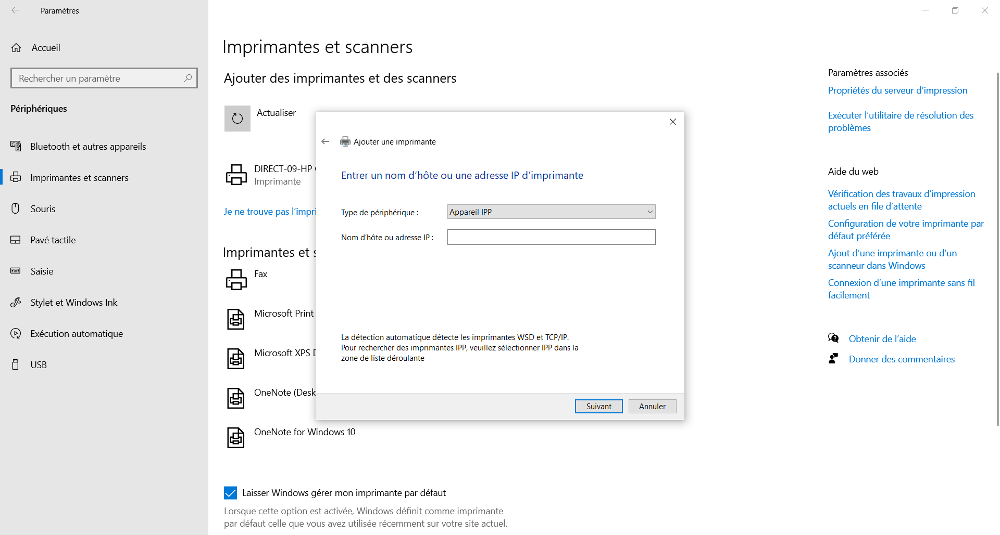 Paramètres
Accueil
Rechercher un paramètre
Périphériques
Bluetooth et autres appareils
Imprimantes et scanners
Souris
Pavé tactile
Saisie
Stylet et Windows Ink
Exécution automatique
USB
Imprimantes et scanners
Ajouter des imprimantes et des scanners
Actualiser
DIRECT-09-HP
Imprimante
Je ne trouve pas l’impri
Imprimantes et s
Fax
Microsoft Print
Microsoft XPS D
OneNote (Desk
OneNote for Windows 10
Laisser Windows gérer mon imprimante par défaut
Lorsque cette option est activée, Windows définit comme imprimante
par défaut celle que vous avez utilisée récemment sur votre site actuel.
Ajouter une imprimante
Entrer un nom d’hôte ou une adresse IP d’imprimante
Type de périphérique :
Appareil IPP
Nom d’hôte ou adresse IP :
La détection automatique détecte les imprimantes WSD et TCP/IP.
Pour rechercher des imprimantes IPP, veuillez sélectionner IPP dans la
zone de liste déroulante
Suivant
Annuler
Paramètres associés
Propriétés du serveur d’impression
Exécuter l’utilitaire de résolution des
problèmes
Aide du web
Vérification des travaux d’impression
actuels en file d’attente
Configuration de votre imprimante par
défaut préférée
Ajout d’une imprimante ou d’un
scanneur dans Windows
Connexion d’une imprimante sans fil
facilement
Obtenir de l’aide
Donner des commentaires